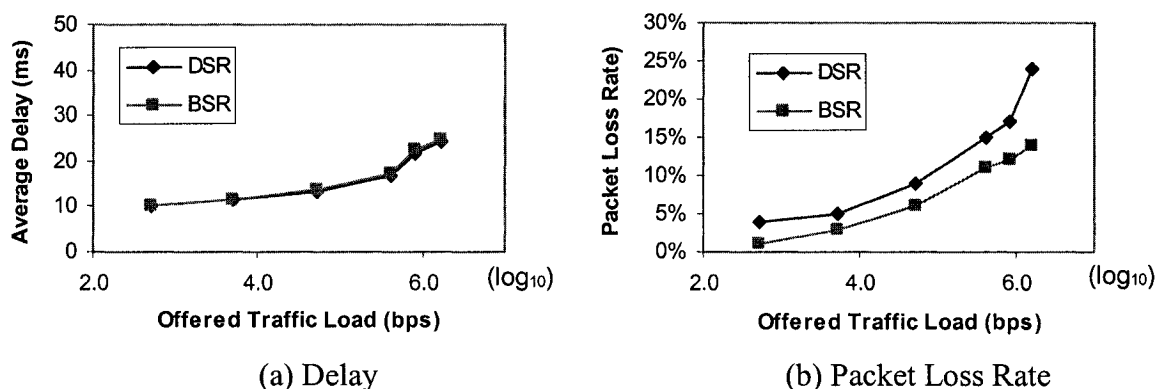 50
40
30
20
10
0
Average Delay (ms)
DSR
BSR
2.0 4.0 6.0 (log₁₀)
Offered Traffic Load (bps)
(a) Delay
30%
25%
20%
15%
10%
5%
0%
Packet Loss Rate
DSR
BSR
2.0 4.0 6.0 (log₁₀)
Offered Traffic Load (bps)
(b) Packet Loss Rate